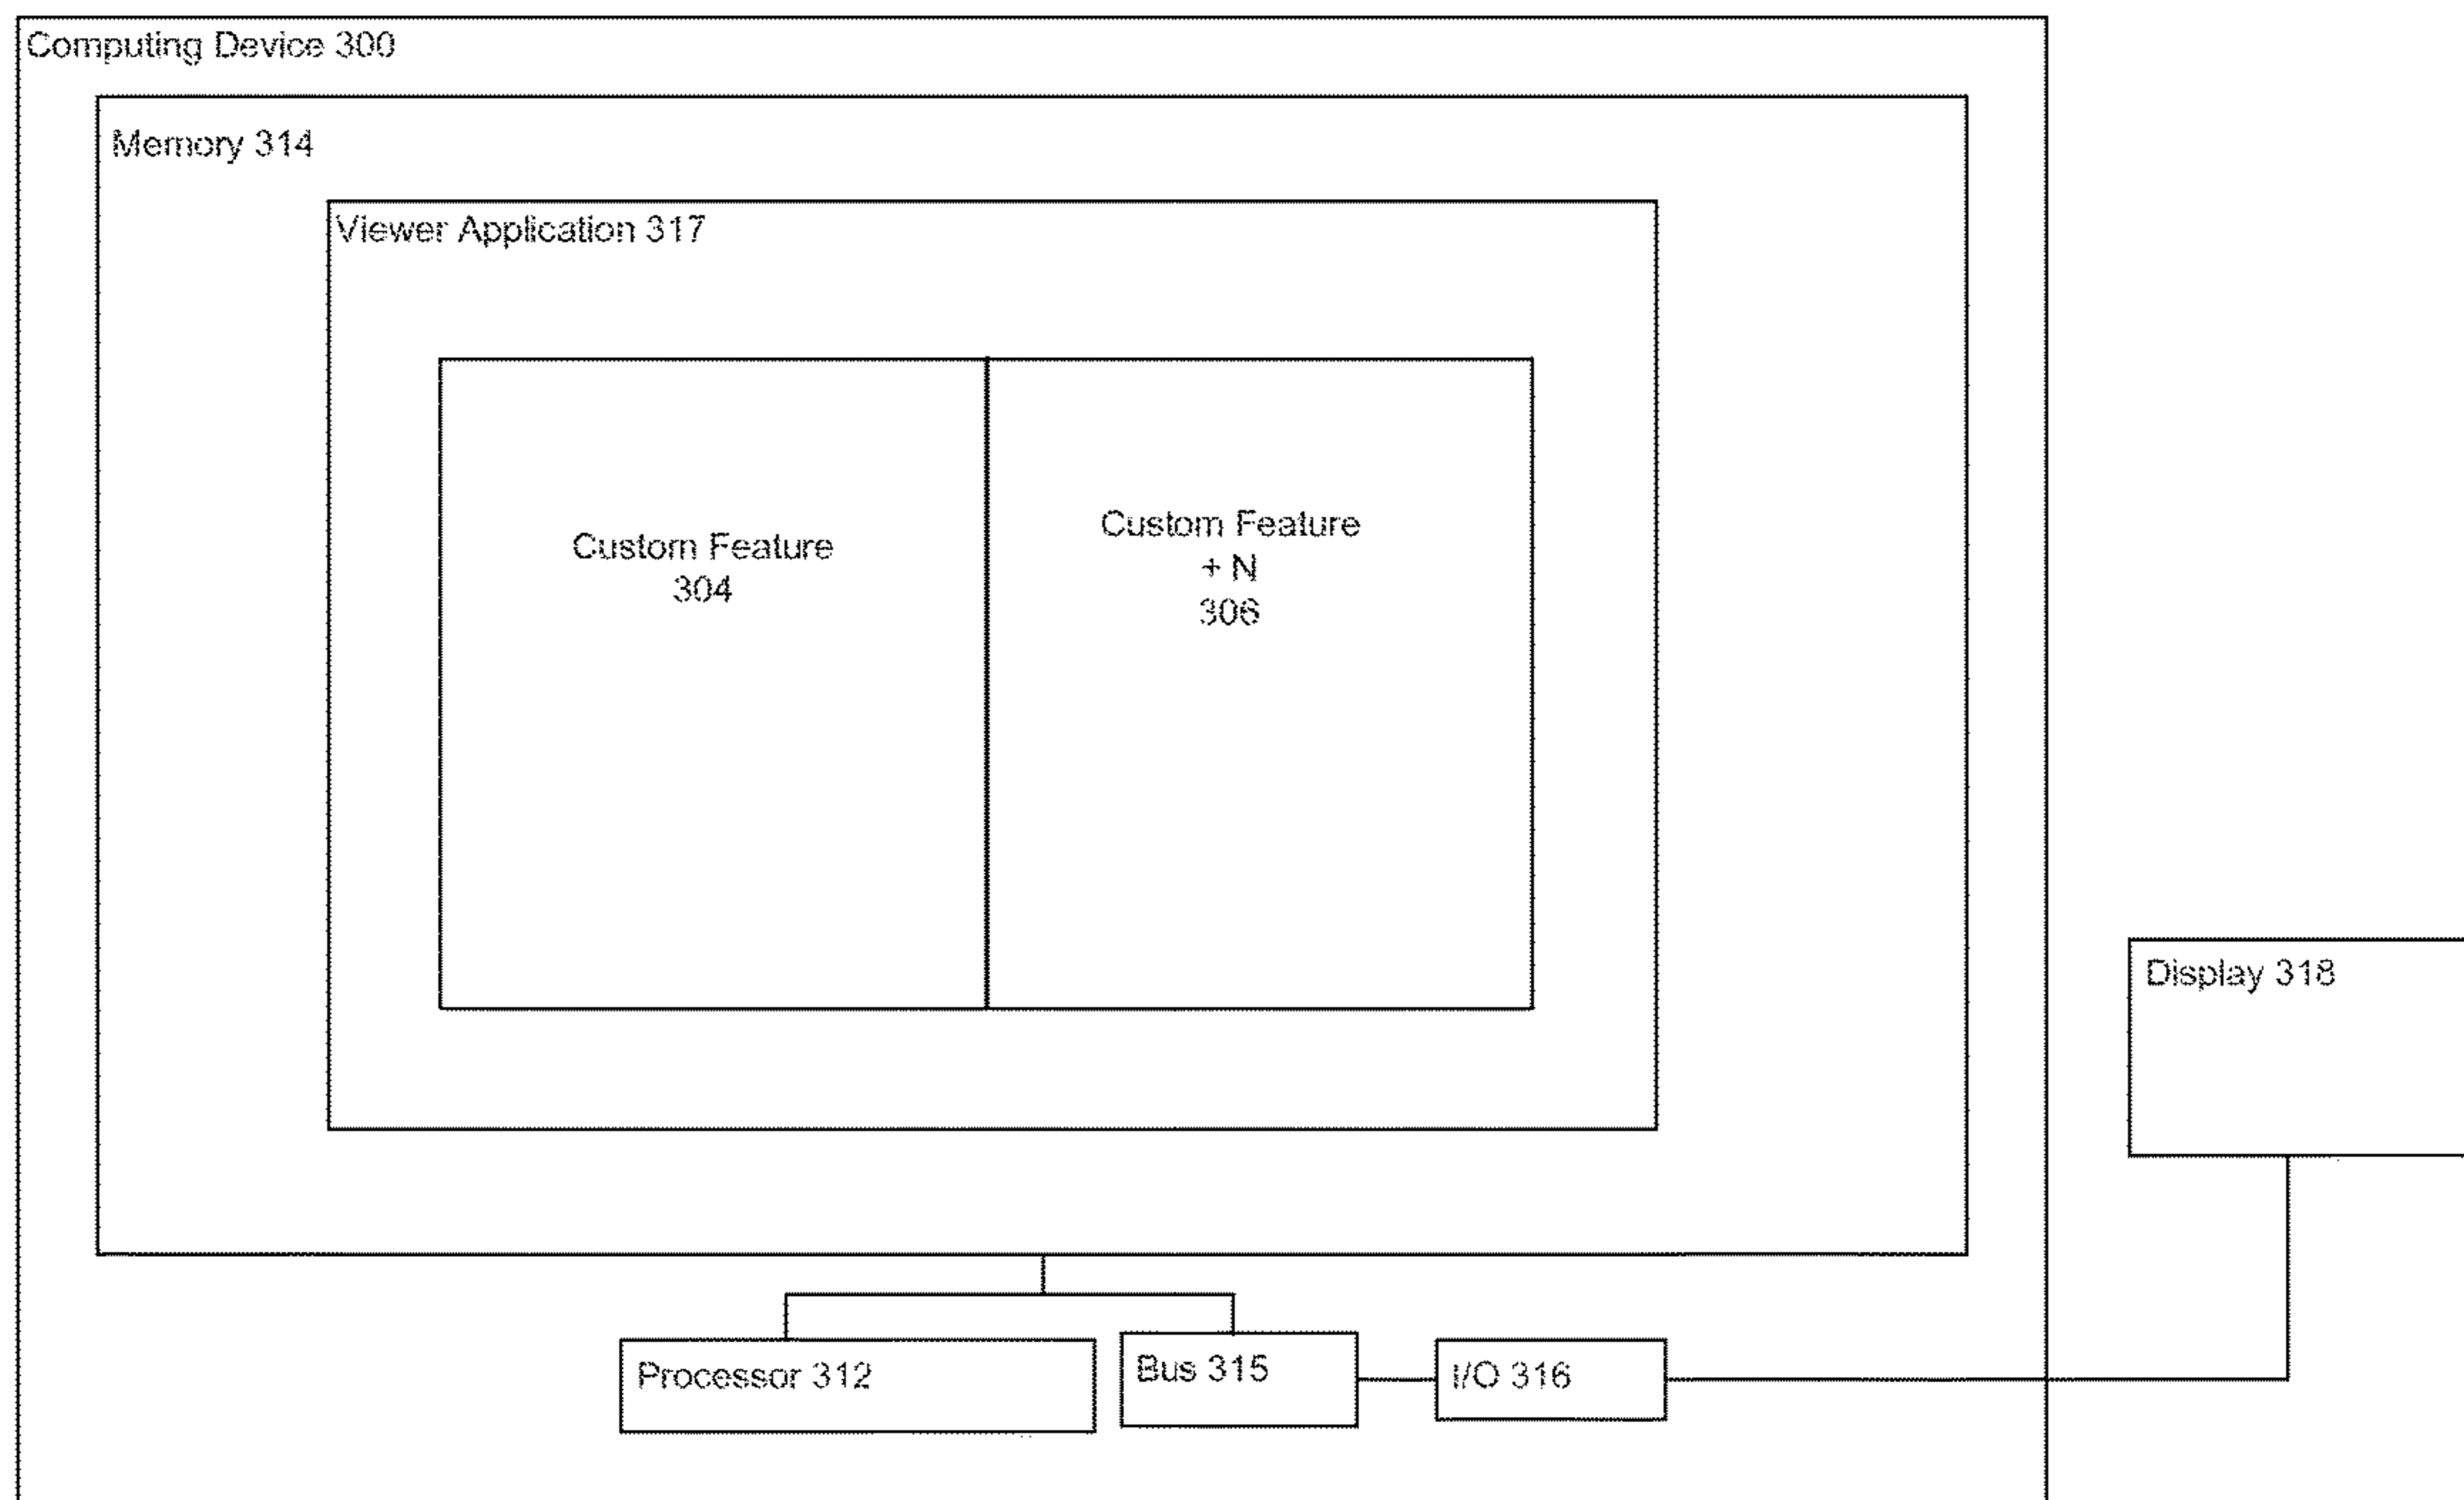 Computing Device 300
Memory 314
Viewer Application 317
Custom Feature
304
Custom Feature
+ N
306
Display 318
Processor 312
Bus 315
I/O 316